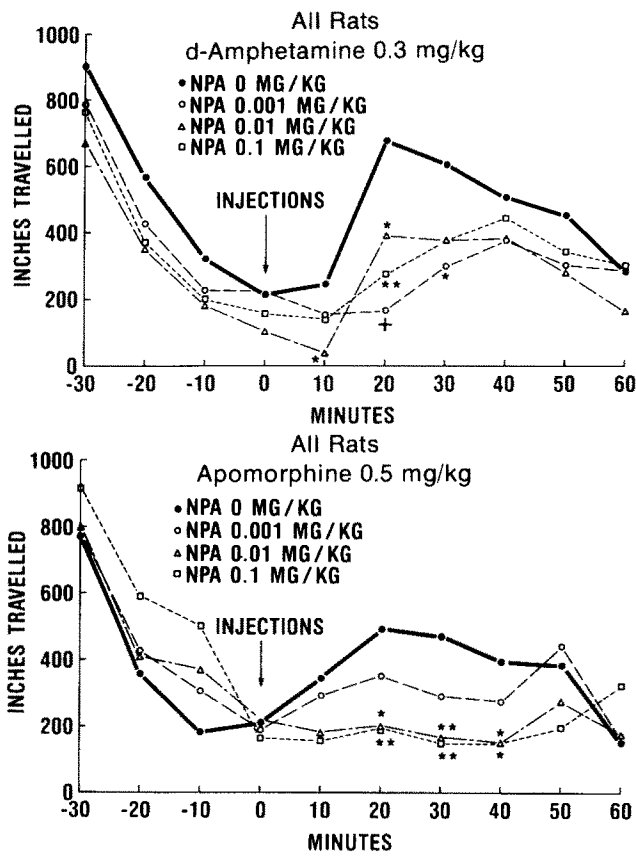 All Rats
d-Amphetamine 0.3 mg/kg
NPA 0 MG/KG
NPA 0.001 MG/KG
NPA 0.01 MG/KG
NPA 0.1 MG/KG
INJECTIONS
INCHES TRAVELLED
1000
800
600
400
200
0
-30 -20 -10 0 10 20 30 40 50 60
MINUTES
All Rats
Apomorphine 0.5 mg/kg
NPA 0 MG/KG
NPA 0.001 MG/KG
NPA 0.01 MG/KG
NPA 0.1 MG/KG
INJECTIONS
INCHES TRAVELLED
1000
800
600
400
200
0
-30 -20 -10 0 10 20 30 40 50 60
MINUTES